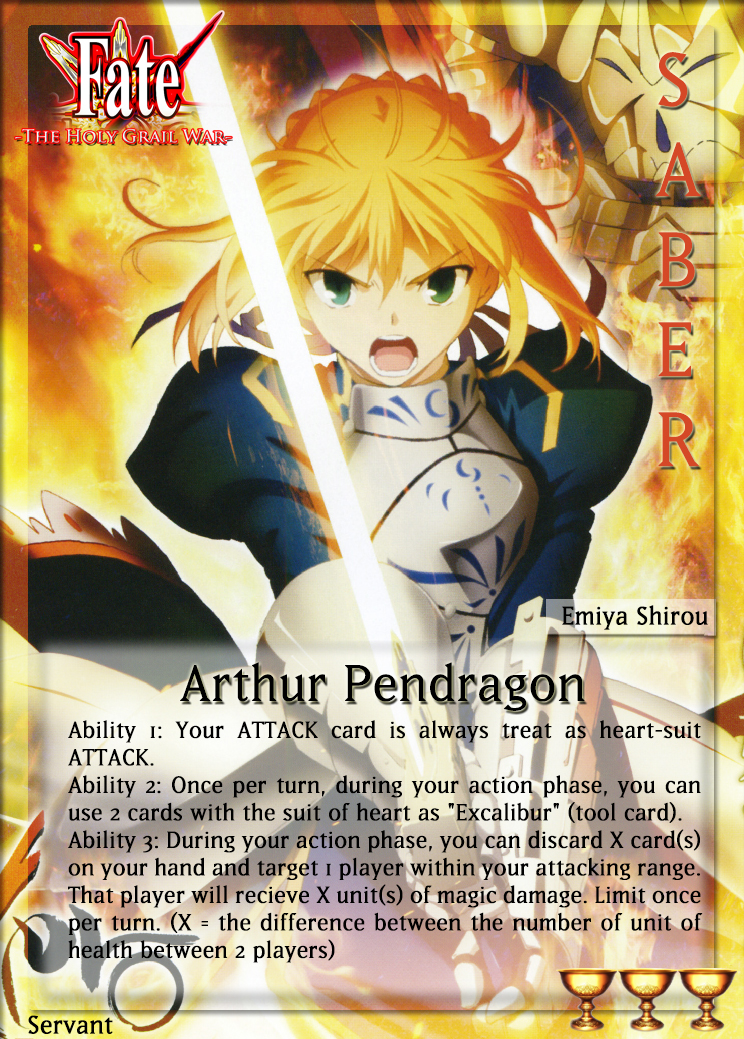 Fate
-THE HOLY GRAIL WAR-
SABER
Emiya Shirou
Arthur Pendragon
Ability 1: Your ATTACK card is always treat as heart-suit
ATTACK.
Ability 2: Once per turn, during your action phase, you can
use 2 cards with the suit of heart as "Excalibur" (tool card).
Ability 3: During your action phase, you can discard X card(s)
on your hand and target 1 player within your attacking range.
That player will recieve X unit(s) of magic damage. Limit once
per turn. (X = the difference between the number of unit of
health between 2 players)
Servant